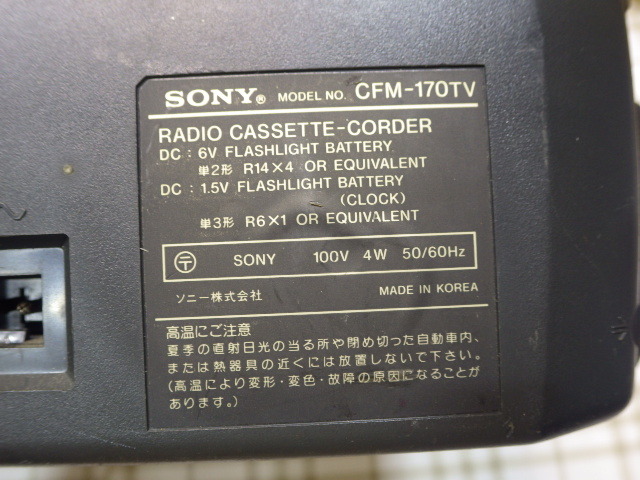 SONY® MODEL NO. CFM-170TV
RADIO CASSETTE-CORDER
DC : 6V FLASHLIGHT BATTERY
単2形 R14×4 OR EQUIVALENT
DC : 1.5V FLASHLIGHT BATTERY
(CLOCK)
単3形 R6×1 OR EQUIVALENT
〒 SONY 100V 4W 50/60Hz
ソニー株式会社 MADE IN KOREA
高温にご注意
夏季の直射日光の当る所や閉め切った自動車内、
または熱器具の近くには放置しないで下さい。
(高温により変形・変色・故障の原因になることが
あります。)